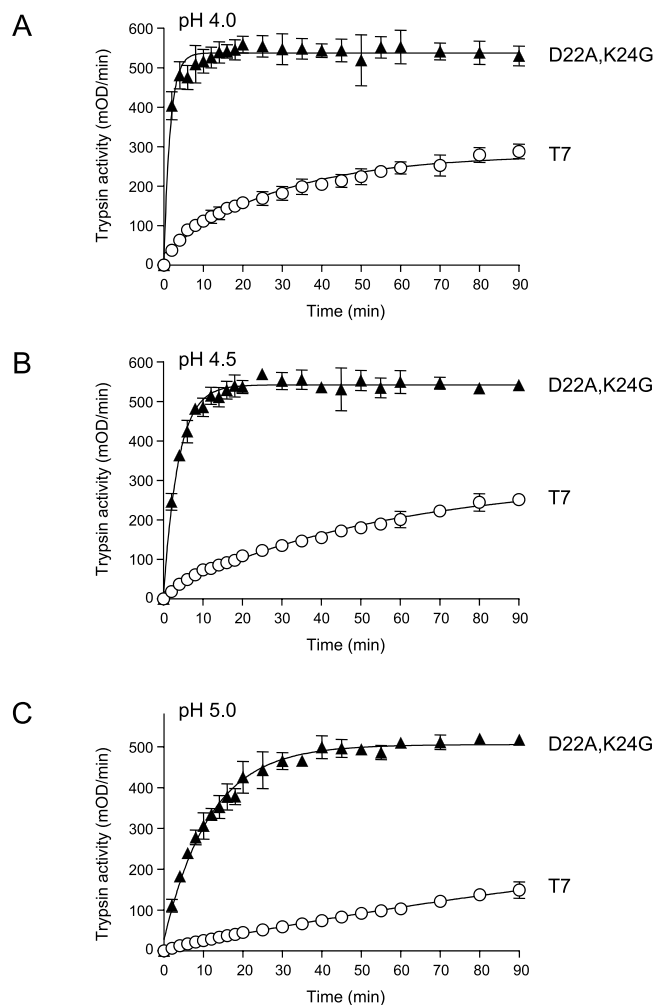 A
pH 4.0
Trypsin activity (mOD/min)
600
500
400
300
200
100
0
0 10 20 30 40 50 60 70 80 90
Time (min)
D22A,K24G
T7
B
pH 4.5
Trypsin activity (mOD/min)
600
500
400
300
200
100
0
0 10 20 30 40 50 60 70 80 90
Time (min)
D22A,K24G
T7
C
pH 5.0
Trypsin activity (mOD/min)
500
400
300
200
100
0
0 10 20 30 40 50 60 70 80 90
Time (min)
D22A,K24G
T7